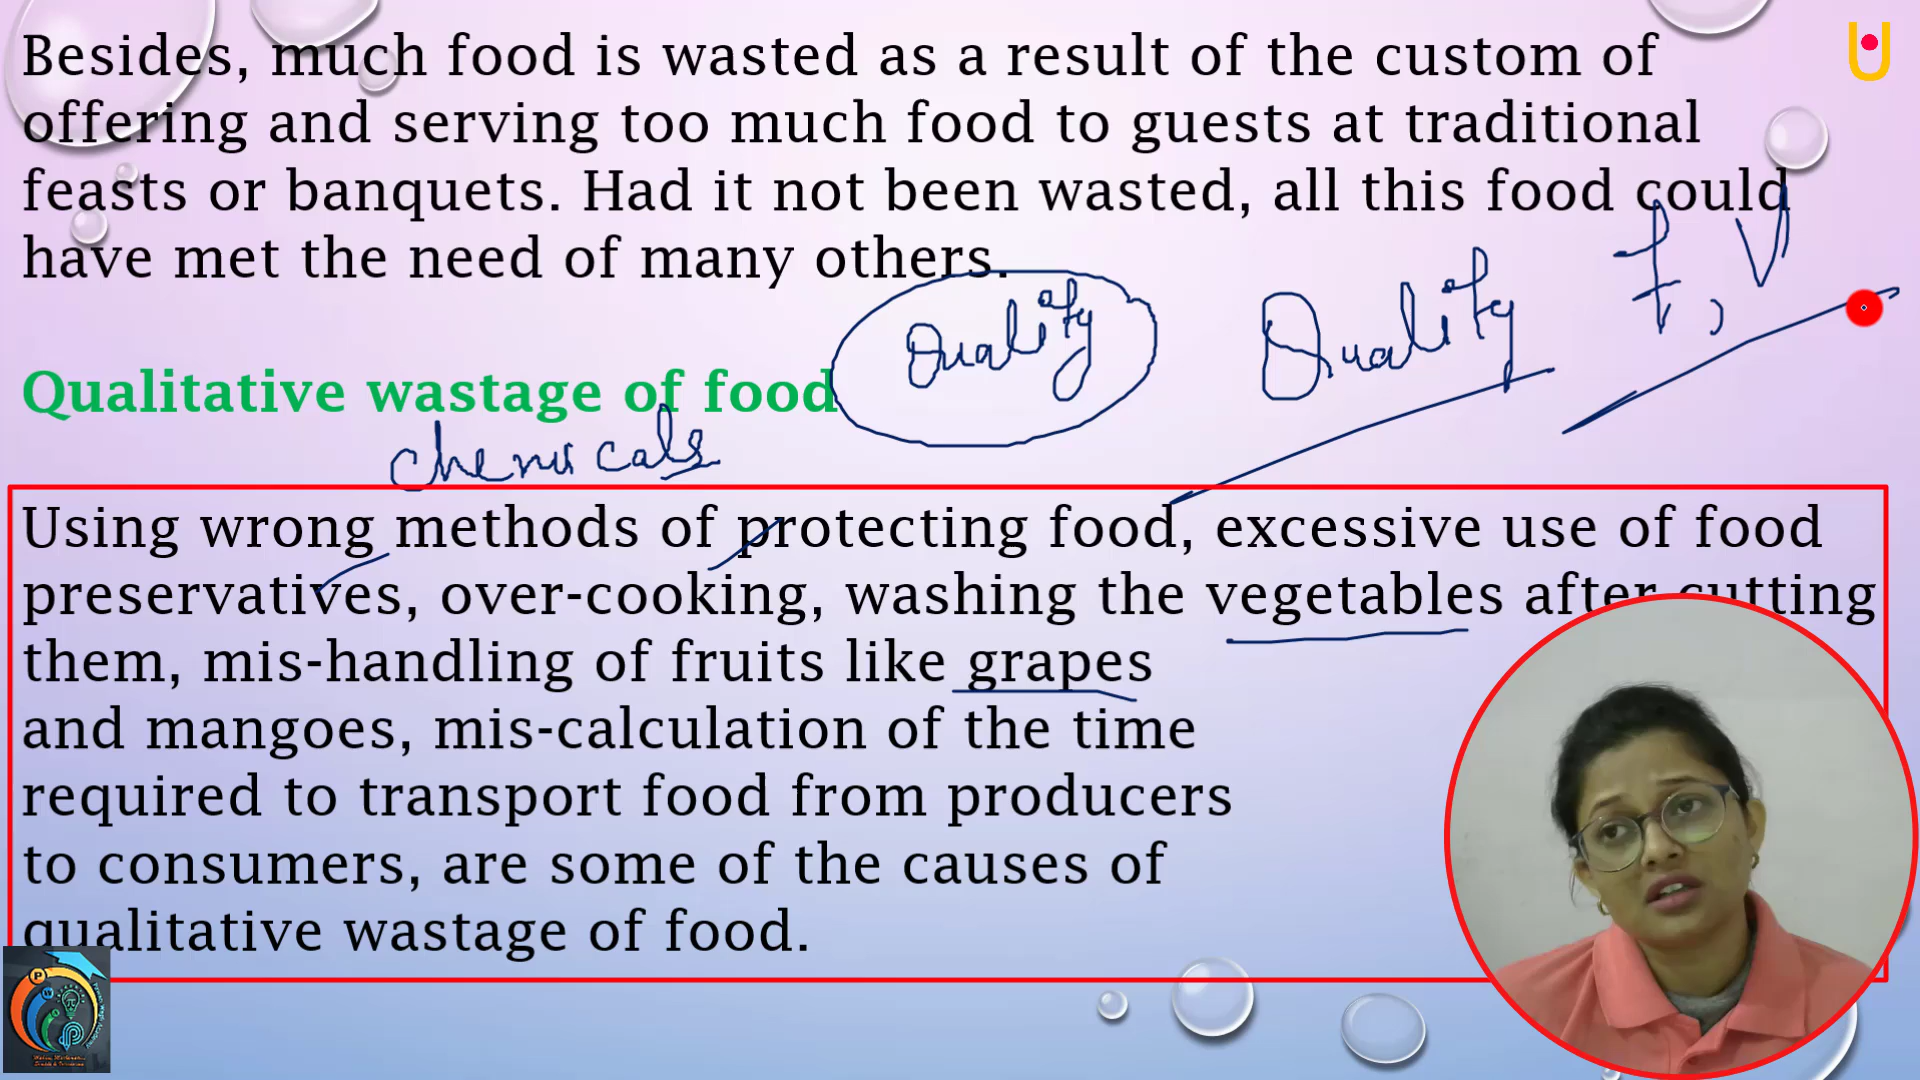 Besides, much food is wasted as a result of the custom of
offering and serving too much food to guests at traditional
feasts or banquets. Had it not been wasted, all this food could
have met the need of many others.
Quality
Quality
f, V
Qualitative wastage of food
chemicals
Using wrong methods of protecting food, excessive use of food
preservatives, over-cooking, washing the vegetables after cutting
them, mis-handling of fruits like grapes
and mangoes, mis-calculation of the time
required to transport food from producers
to consumers, are some of the causes of
qualitative wastage of food.